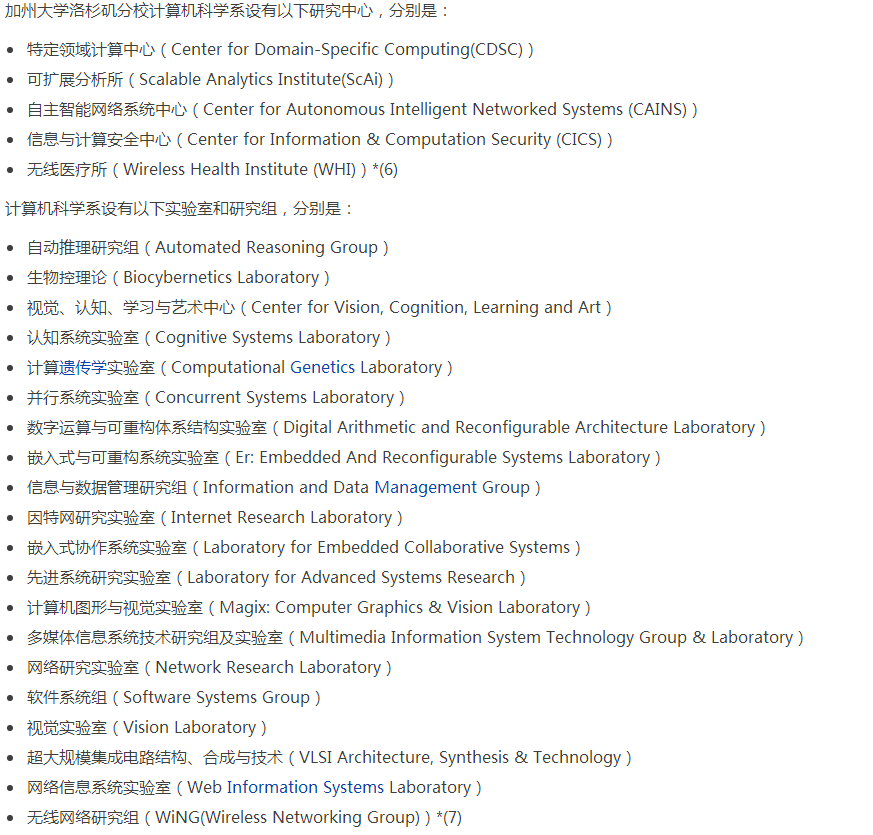 加州大学洛杉矶分校计算机科学系设有以下研究中心，分别是：
特定领域计算中心（Center for Domain-Specific Computing(CDSC)）
可扩展分析所（Scalable Analytics Institute(ScAi)）
自主智能网络系统中心（Center for Autonomous Intelligent Networked Systems (CAINS)）
信息与计算安全中心（Center for Information & Computation Security (CICS)）
无线医疗所（Wireless Health Institute (WHI)）*(6)
计算机科学系设有以下实验室和研究组，分别是：
自动推理研究组（Automated Reasoning Group）
生物控理论（Biocybernetics Laboratory）
视觉、认知、学习与艺术中心（Center for Vision, Cognition, Learning and Art）
认知系统实验室（Cognitive Systems Laboratory）
计算遗传学实验室（Computational Genetics Laboratory）
并行系统实验室（Concurrent Systems Laboratory）
数字运算与可重构体系结构实验室（Digital Arithmetic and Reconfigurable Architecture Laboratory）
嵌入式与可重构系统实验室（Er: Embedded And Reconfigurable Systems Laboratory）
信息与数据管理研究组（Information and Data Management Group）
因特网研究实验室（Internet Research Laboratory）
嵌入式协作系统实验室（Laboratory for Embedded Collaborative Systems）
先进系统研究实验室（Laboratory for Advanced Systems Research）
计算机图形与视觉实验室（Magix: Computer Graphics & Vision Laboratory）
多媒体信息系统技术研究组及实验室（Multimedia Information System Technology Group & Laboratory）
网络研究实验室（Network Research Laboratory）
软件系统组（Software Systems Group）
视觉实验室（Vision Laboratory）
超大规模集成电路结构、合成与技术（VLSI Architecture, Synthesis & Technology）
网络信息系统实验室（Web Information Systems Laboratory）
无线网络研究组（WiNG(Wireless Networking Group)）*(7)